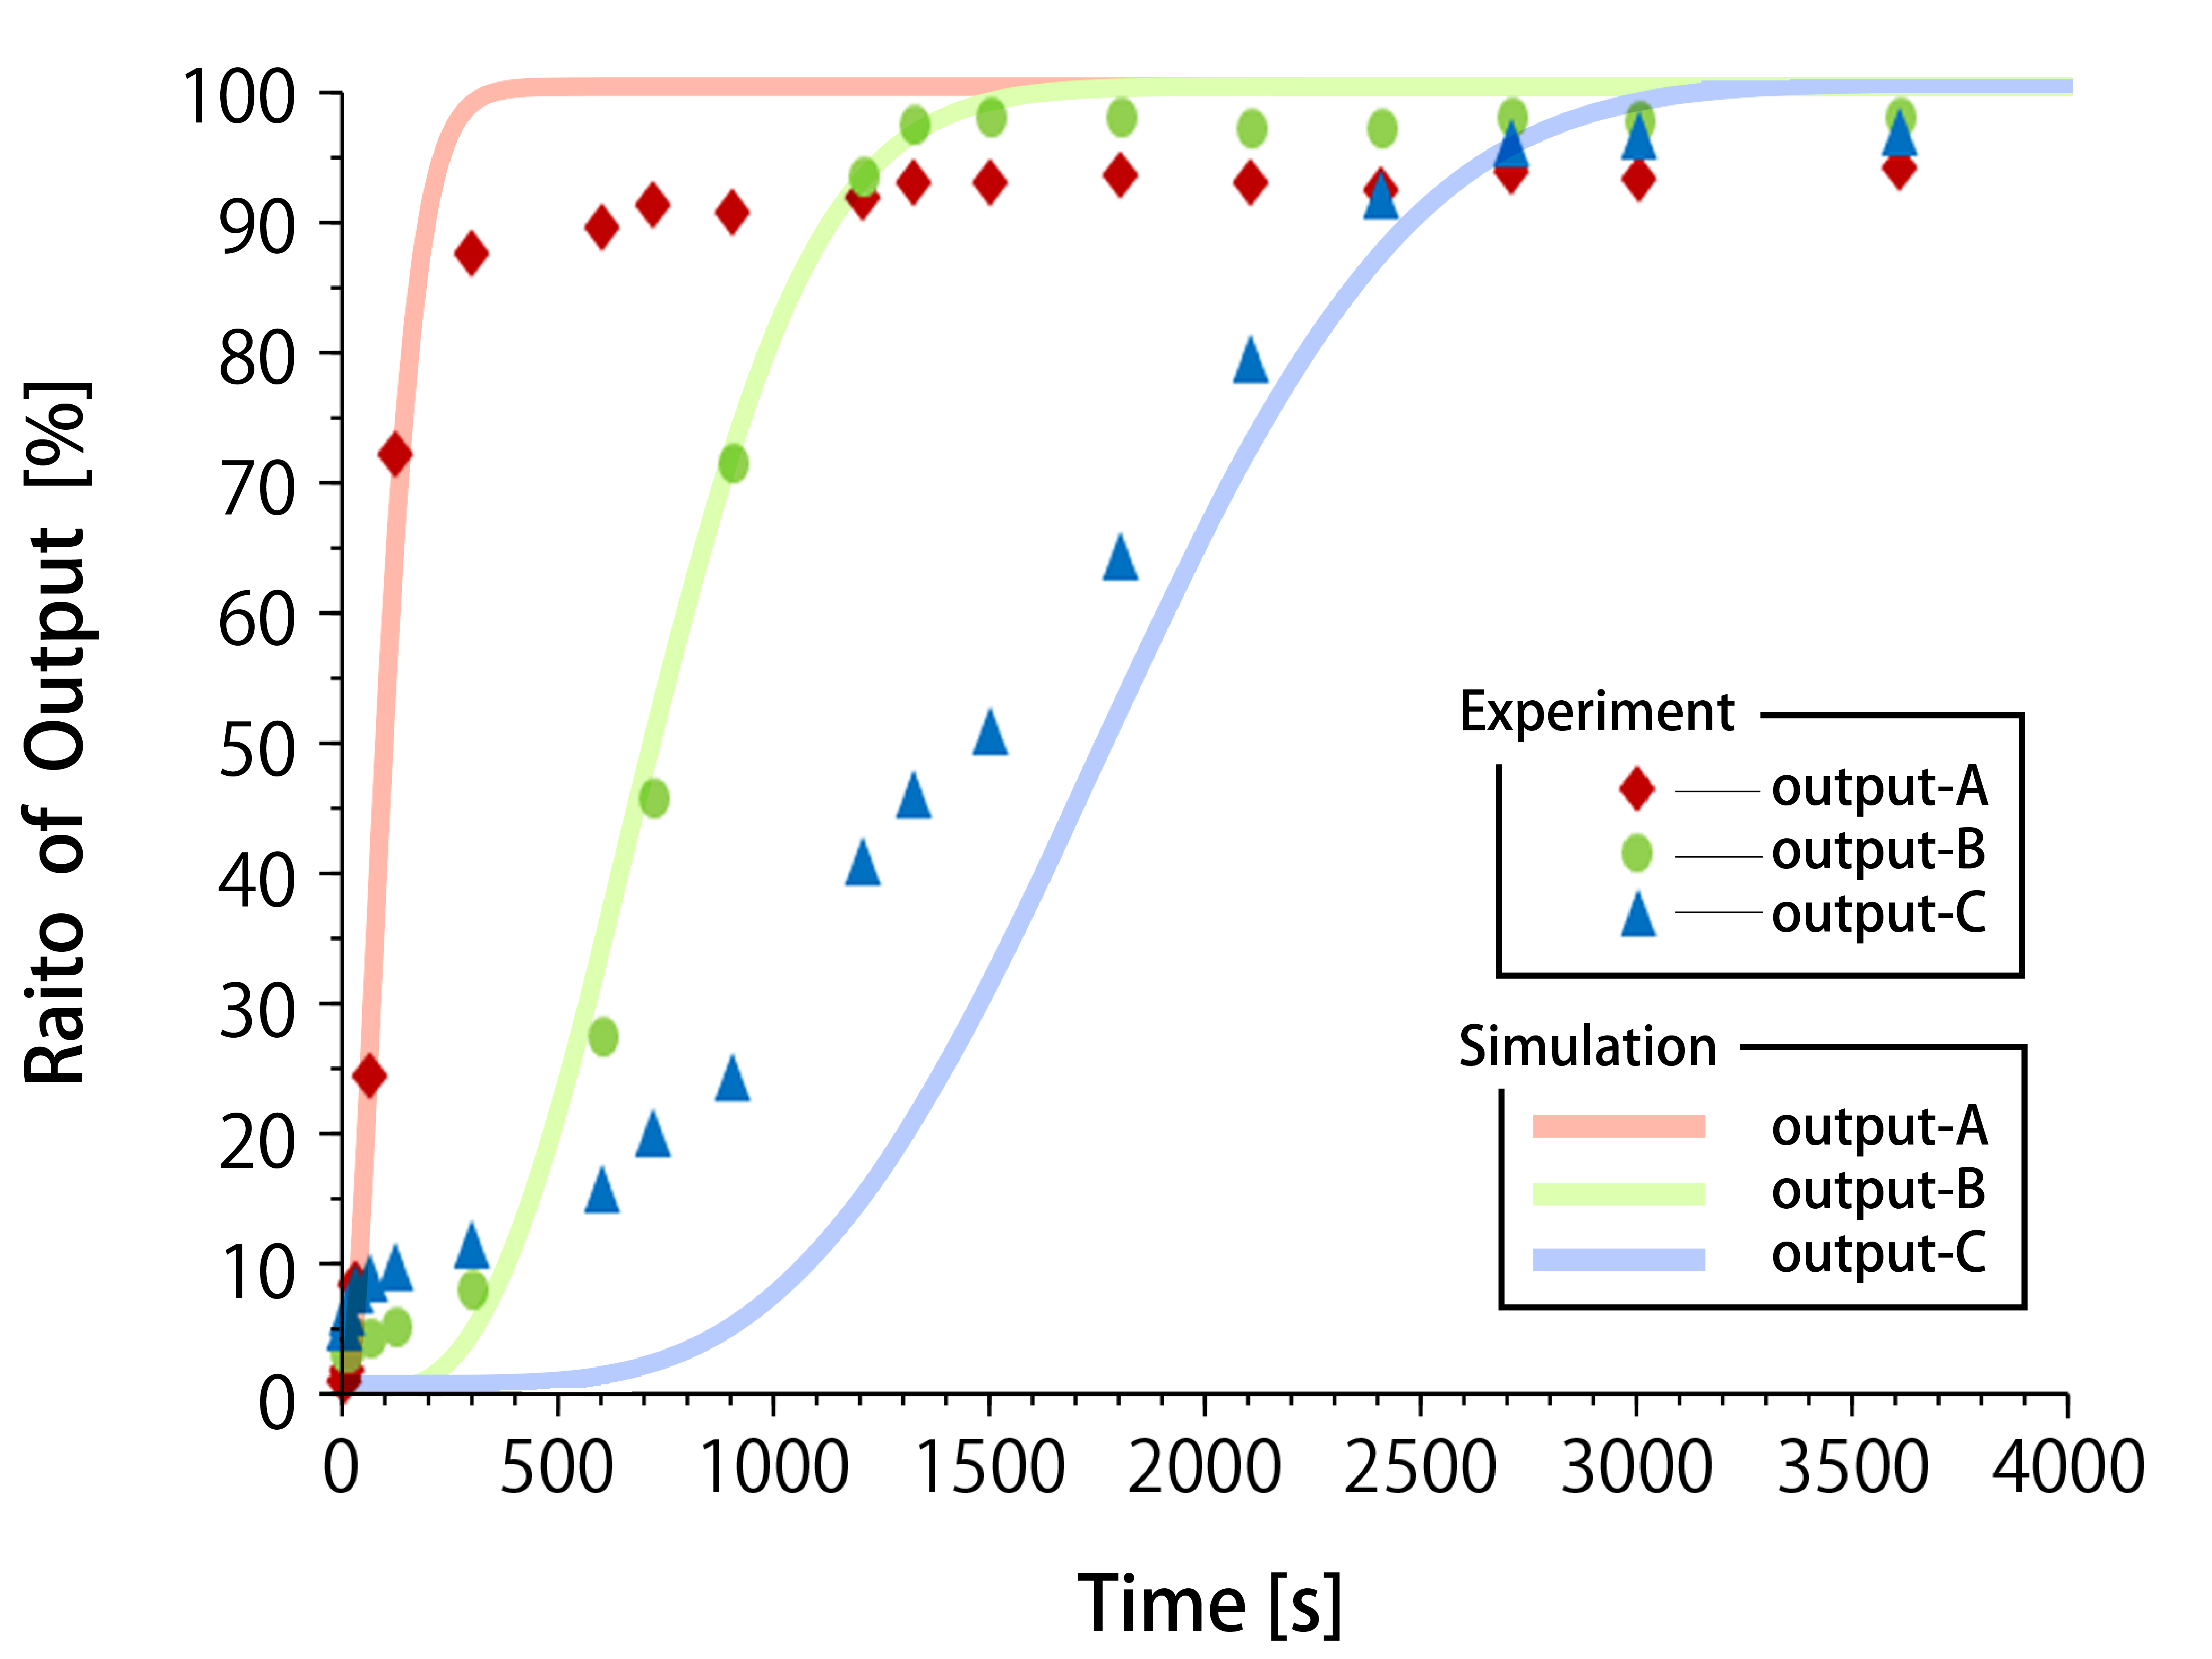 Raito of Output [%]
100
90
80
70
60
50
40
30
20
10
0
0 500 1000 1500 2000 2500 3000 3500 4000
Time [s]
Experiment
output-A
output-B
output-C
Simulation
output-A
output-B
output-C